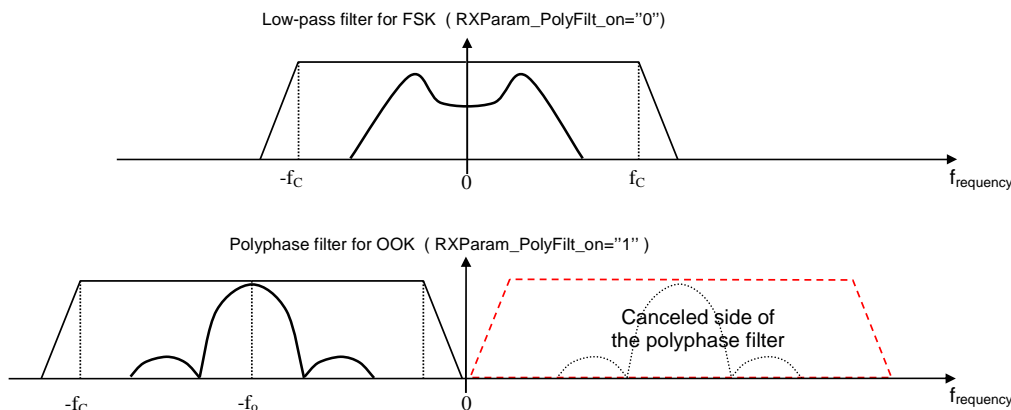 Low-pass filter for FSK ( RXParam_PolyFilt_on="0")
-fC
0
fC
frequency
Polyphase filter for OOK ( RXParam_PolyFilt_on="1" )
Canceled side of
the polyphase filter
-fC
-fo
0
frequency